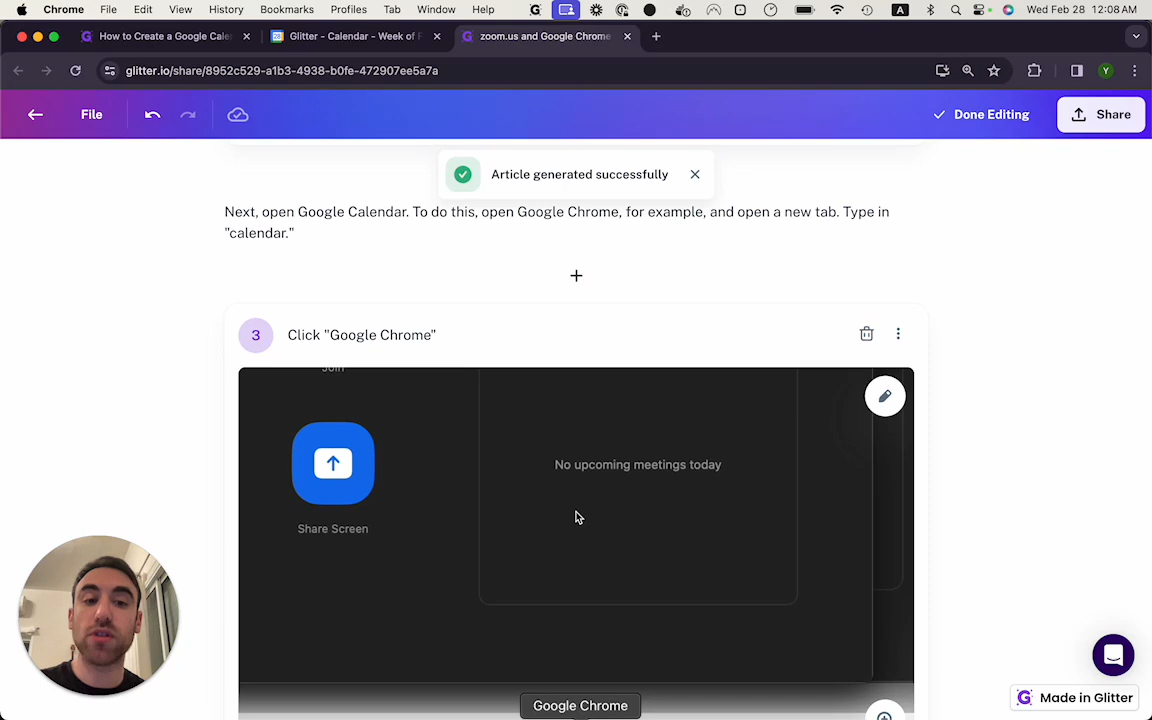 Chrome File Edit View History Bookmarks Profiles Tab Window Help A Wed Feb 28 12:08 AM
How to Create a Google Cale
Glitter - Calendar - Week of F
zoom.us and Google Chrome
glitter.io/share/8952c529-a1b3-4938-b0fe-472907ee5a7a
Y
File
Done Editing
Share
Article generated successfully
Next, open Google Calendar. To do this, open Google Chrome, for example, and open a new tab. Type in
"calendar."
3 Click "Google Chrome"
Join
No upcoming meetings today
Share Screen
Google Chrome
Made in Glitter